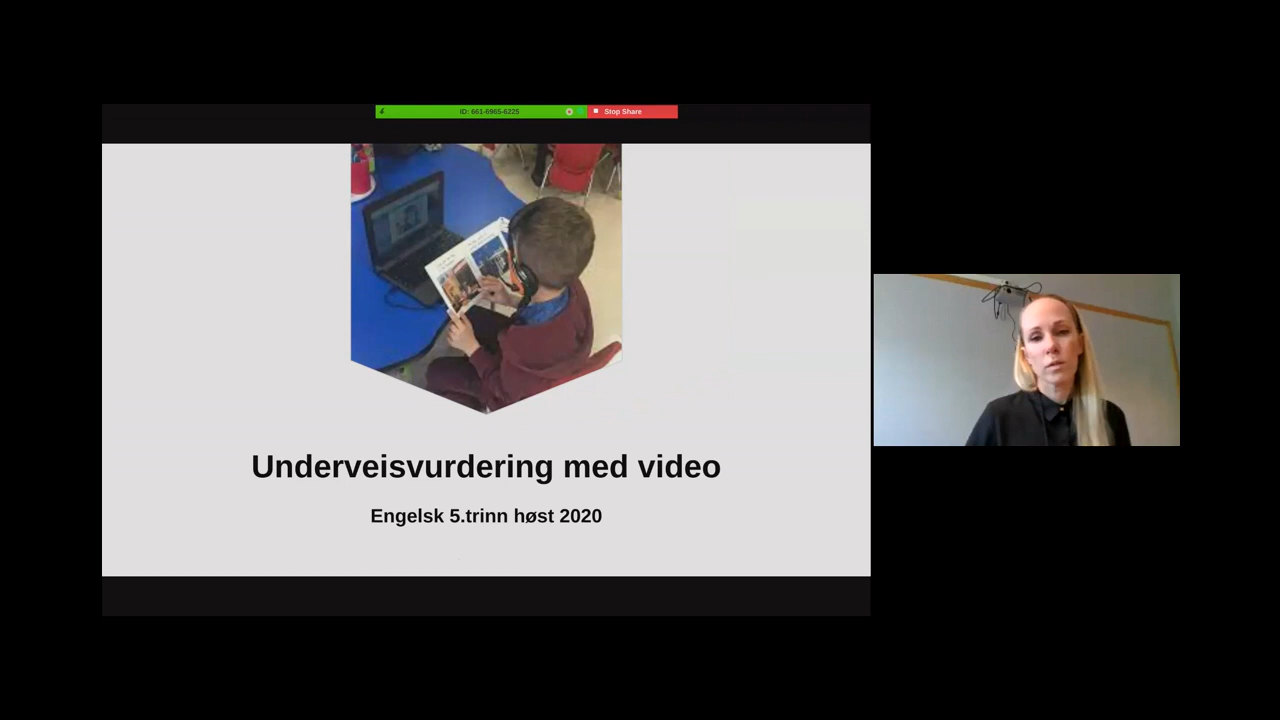 ID: 661-6965-6225
Stop Share
Underveisvurdering med video
Engelsk 5.trinn høst 2020